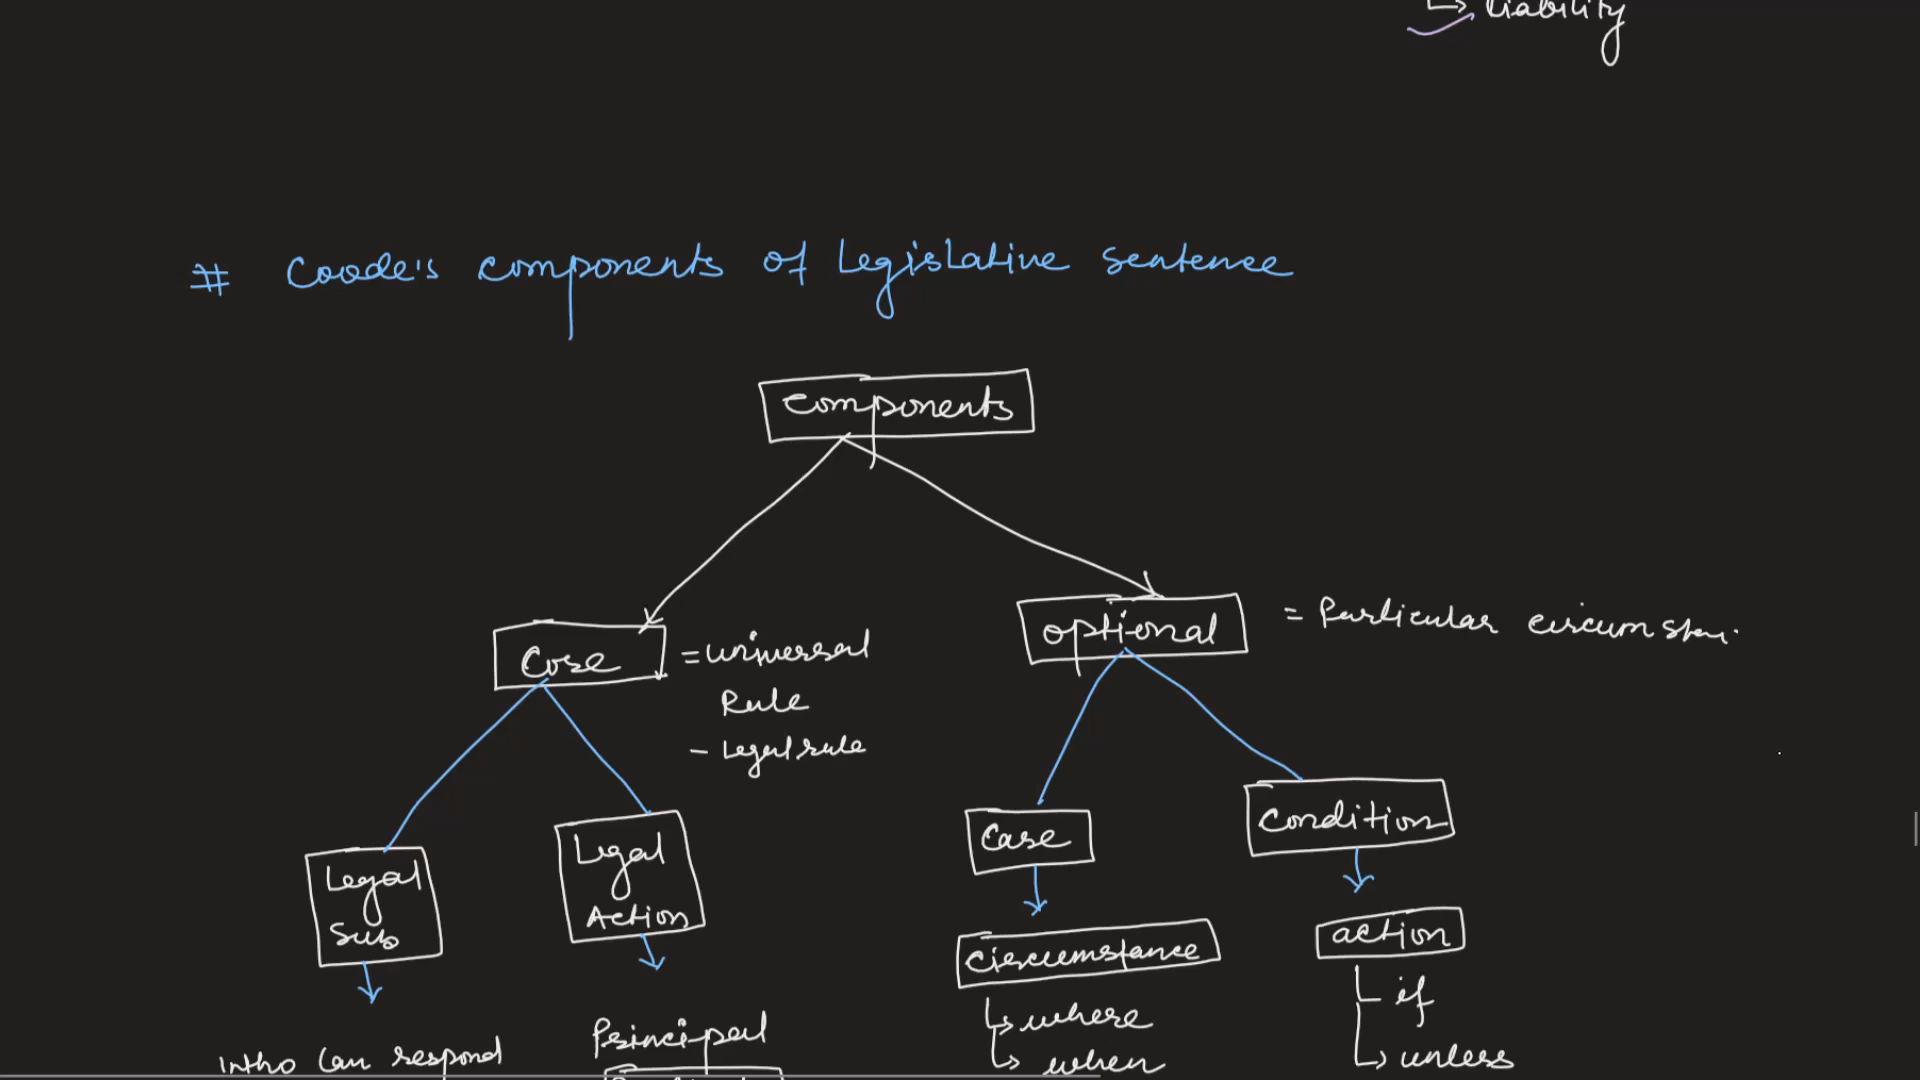 ↳ liability
# Coode's components of Legislative sentence
components
Core = universal
Rule
- Legal rule
optional = Particular circumstan.
Legal
Sub
Legal
Action
Case
Condition
circumstance
action
↳ where
↳ when
if
↳ unless
Who can respond
Principal